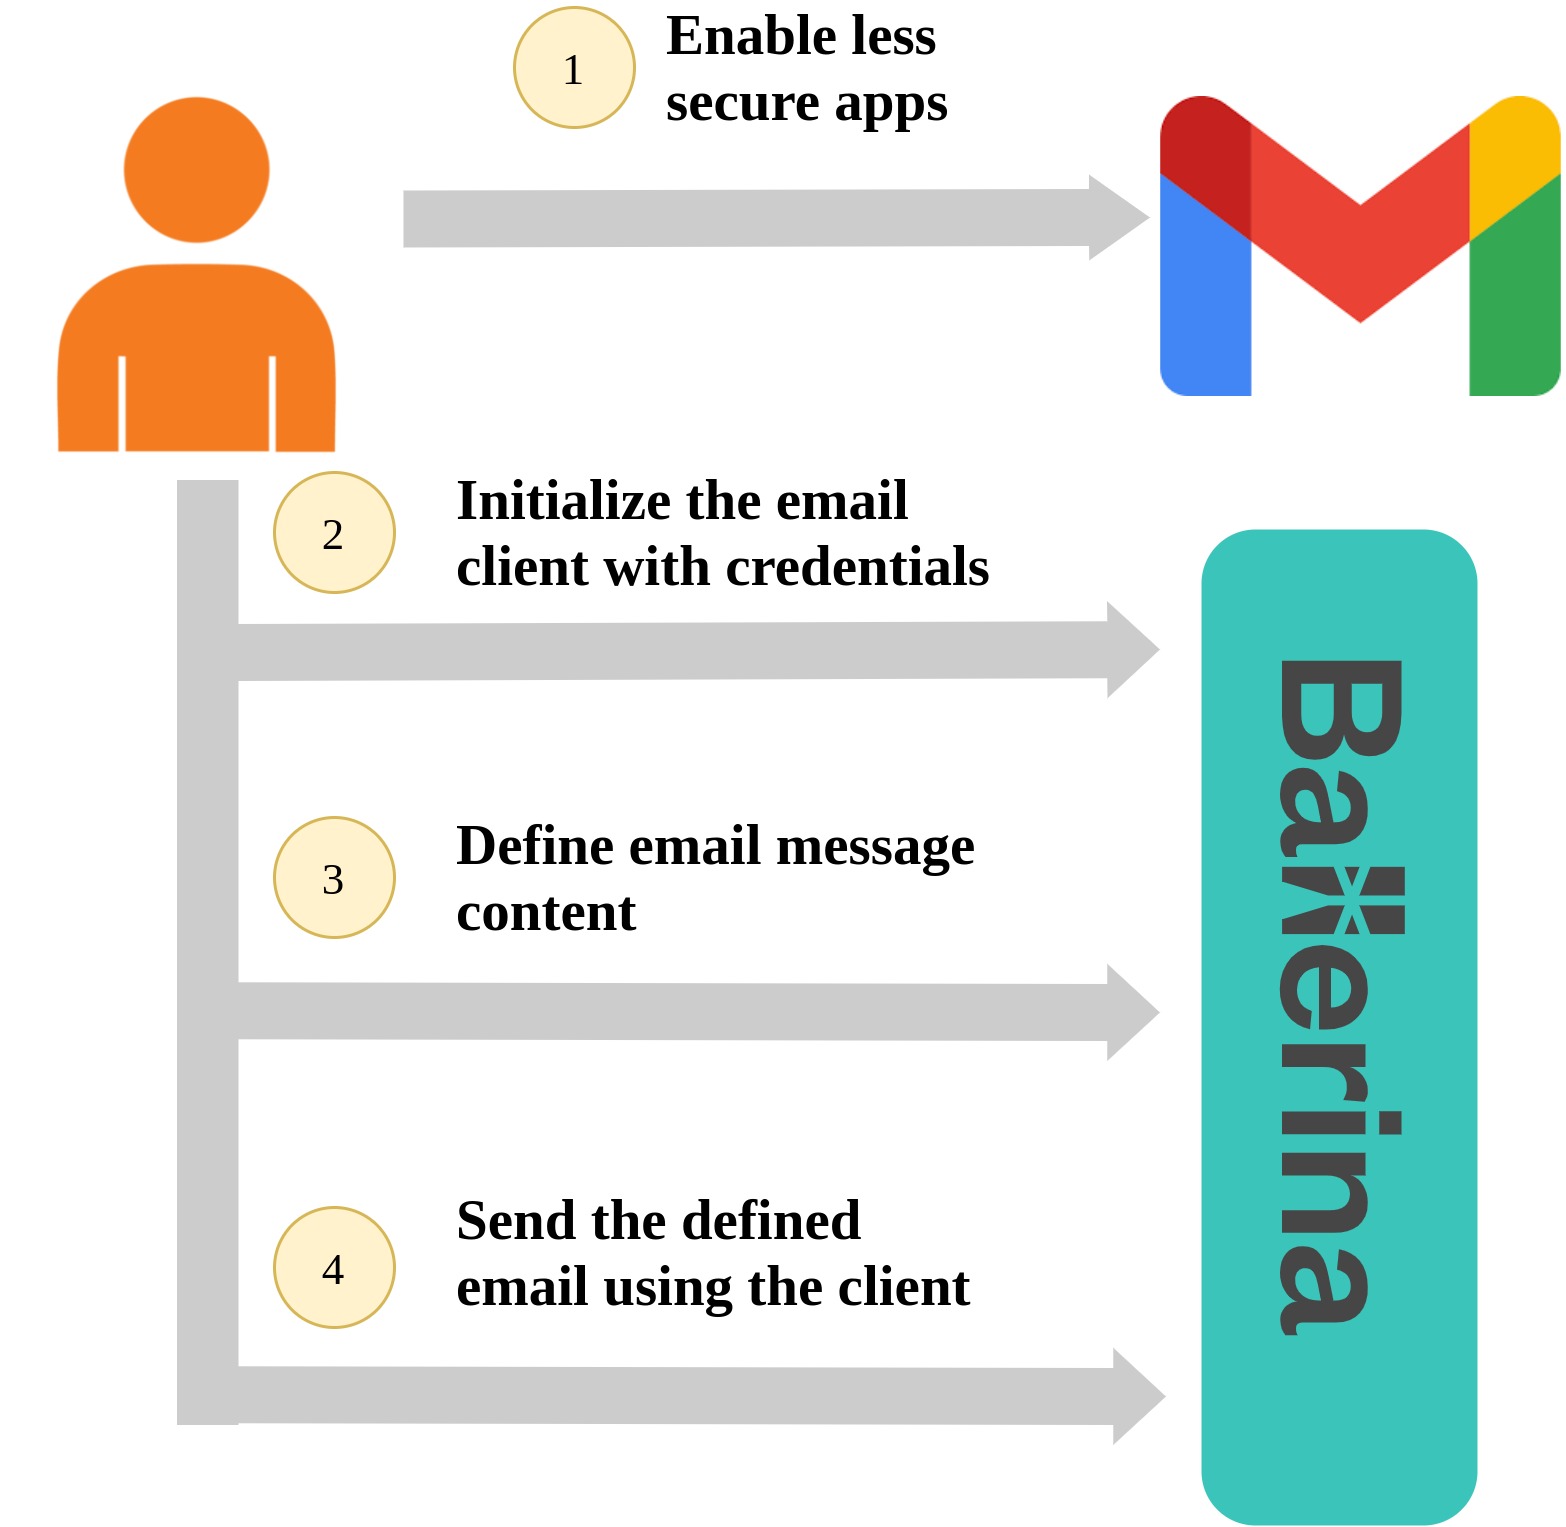 1
Enable less
secure apps
2
Initialize the email
client with credentials
3
Define email message
content
4
Send the defined
email using the client
Ballerina